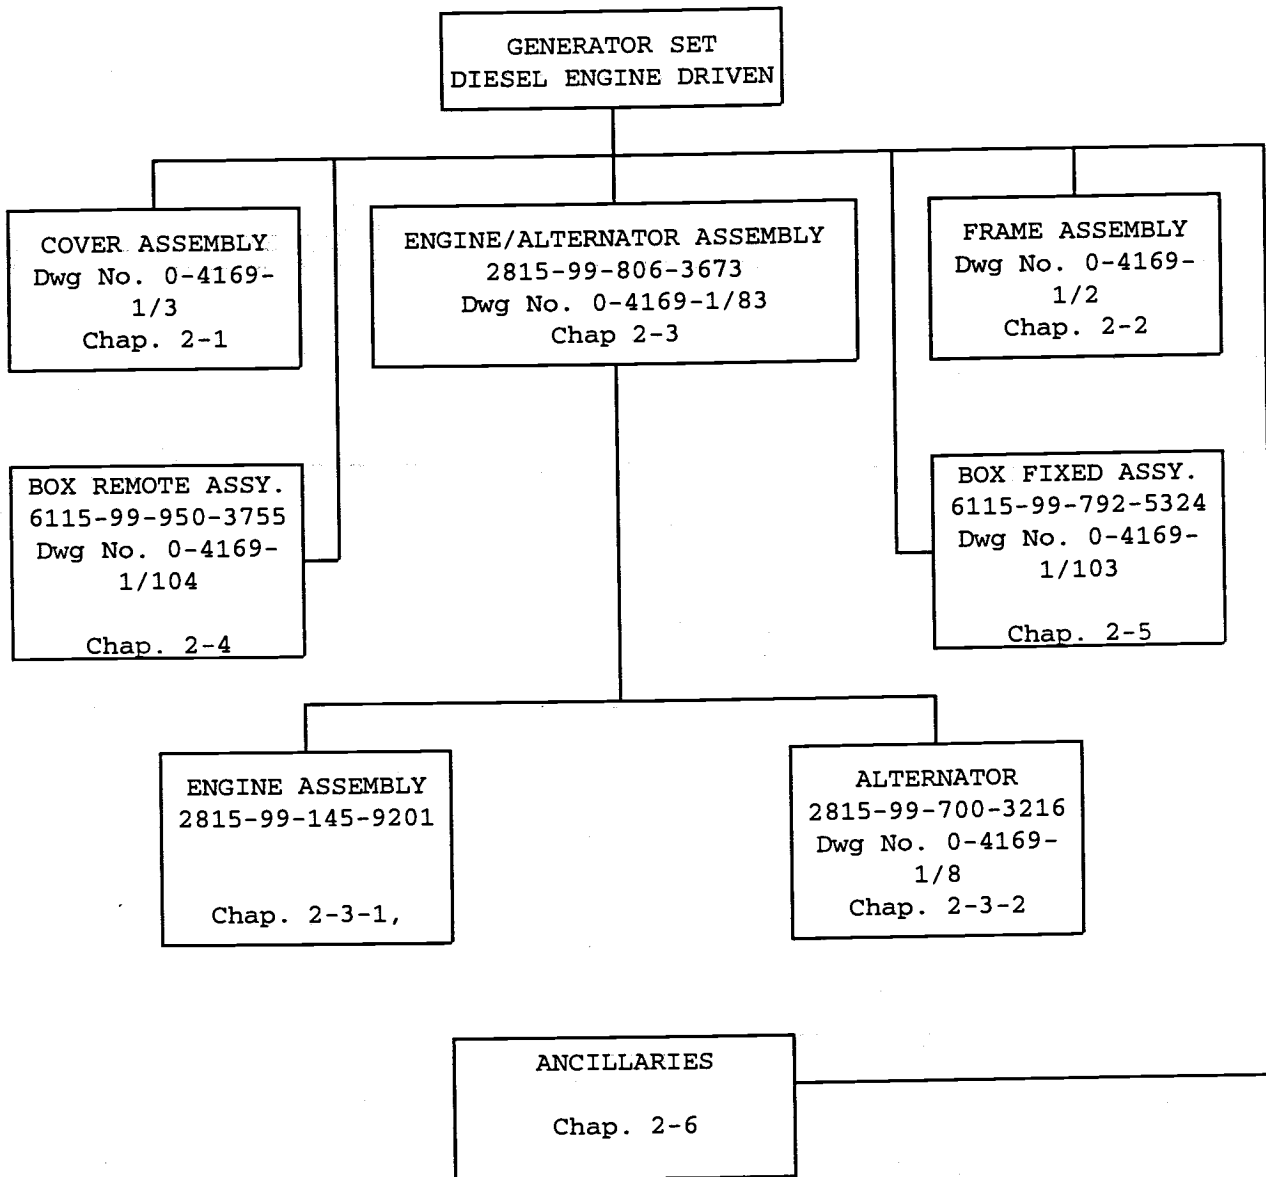 GENERATOR SET
DIESEL ENGINE DRIVEN
COVER ASSEMBLY
Dwg No. 0-4169-
1/3
Chap. 2-1
ENGINE/ALTERNATOR ASSEMBLY
2815-99-806-3673
Dwg No. 0-4169-1/83
Chap 2-3
FRAME ASSEMBLY
Dwg No. 0-4169-
1/2
Chap. 2-2
BOX REMOTE ASSY.
6115-99-950-3755
Dwg No. 0-4169-
1/104
Chap. 2-4
BOX FIXED ASSY.
6115-99-792-5324
Dwg No. 0-4169-
1/103
Chap. 2-5
ENGINE ASSEMBLY
2815-99-145-9201
Chap. 2-3-1,
ALTERNATOR
2815-99-700-3216
Dwg No. 0-4169-
1/8
Chap. 2-3-2
ANCILLARIES
Chap. 2-6